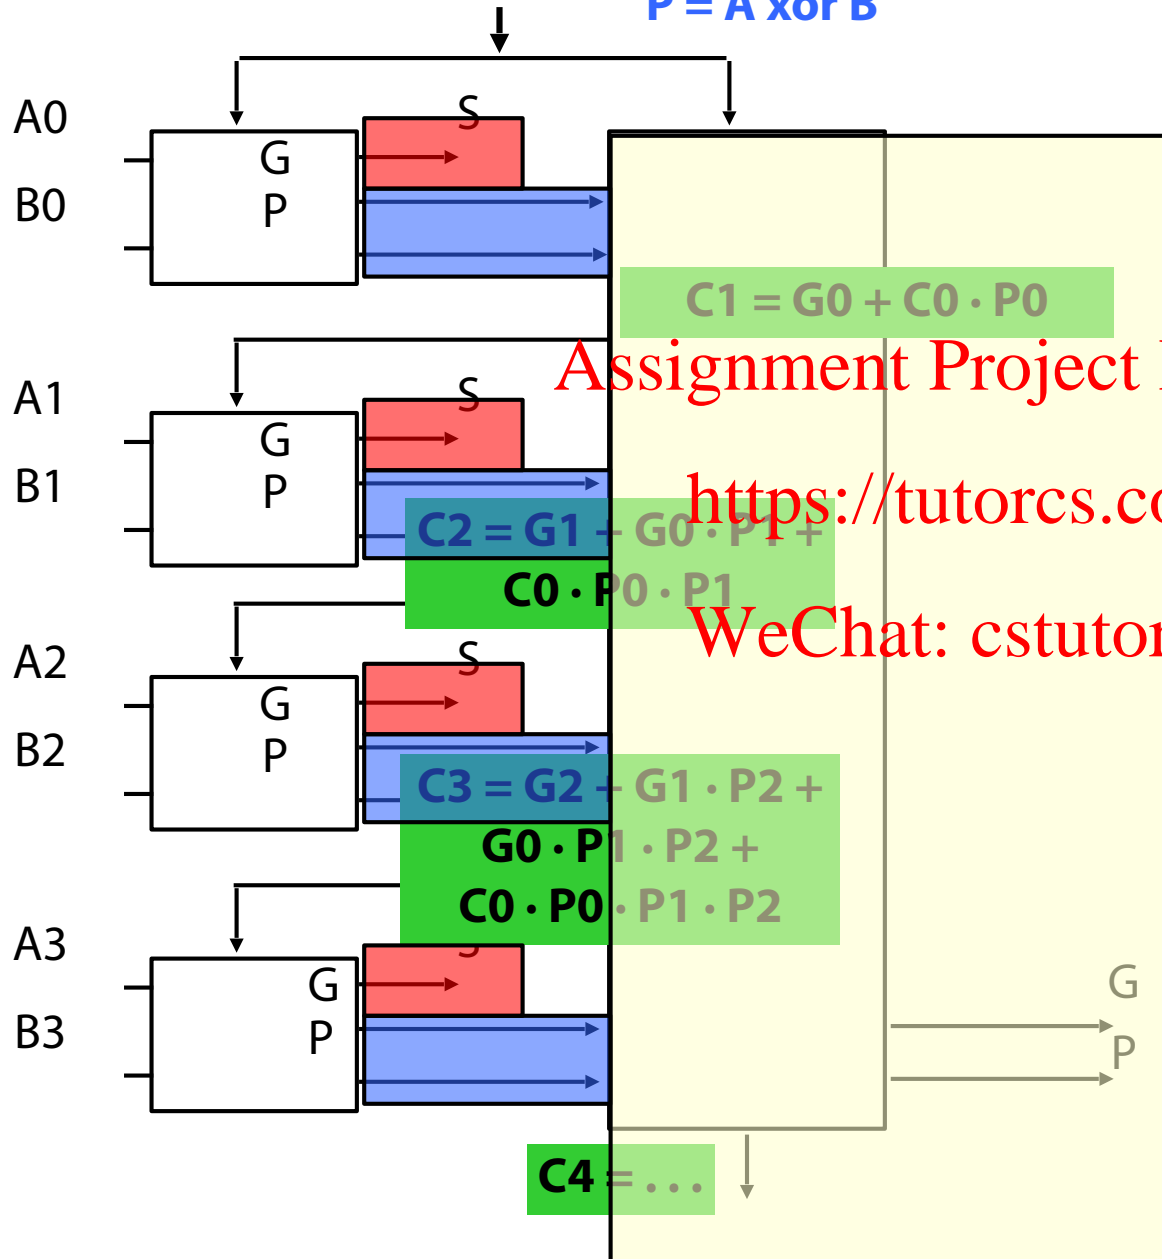 P = A xor B
A0
S
G
B0
P
C1 = G0 + C0 · P0
Assignment Project
A1
S
G
B1
P
https://tutorcs.co
C2 = G1 + G0 · P1 +
C0 · P0 · P1
WeChat: cstutor
A2
S
G
B2
P
C3 = G2 + G1 · P2 +
G0 · P1 · P2 +
C0 · P0 · P1 · P2
A3
S
G
G
B3
P
P
C4 = . . .